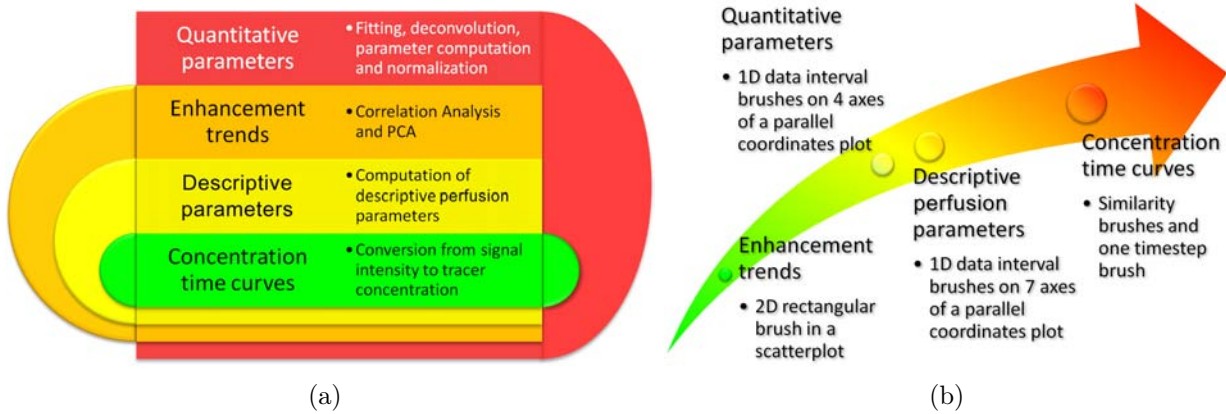 Quantitative
parameters
•Fitting, deconvolution,
parameter computation
and normalization
Enhancement
trends
•Correlation Analysis
and PCA
Descriptive
parameters
•Computation of
descriptive perfusion
parameters
Concentration
time curves
•Conversion from signal
intensity to tracer
concentration
(a)
Quantitative
parameters
• 1D data interval
brushes on 4 axes
of a parallel
coordinates plot
Enhancement
trends
• 2D rectangular
brush in a
scatterplot
Descriptive
perfusion
parameters
• 1D data interval
brushes on 7 axes
of a parallel
coordinates plot
Concentration
time curves
• Similarity
brushes and
one timestep
brush
(b)